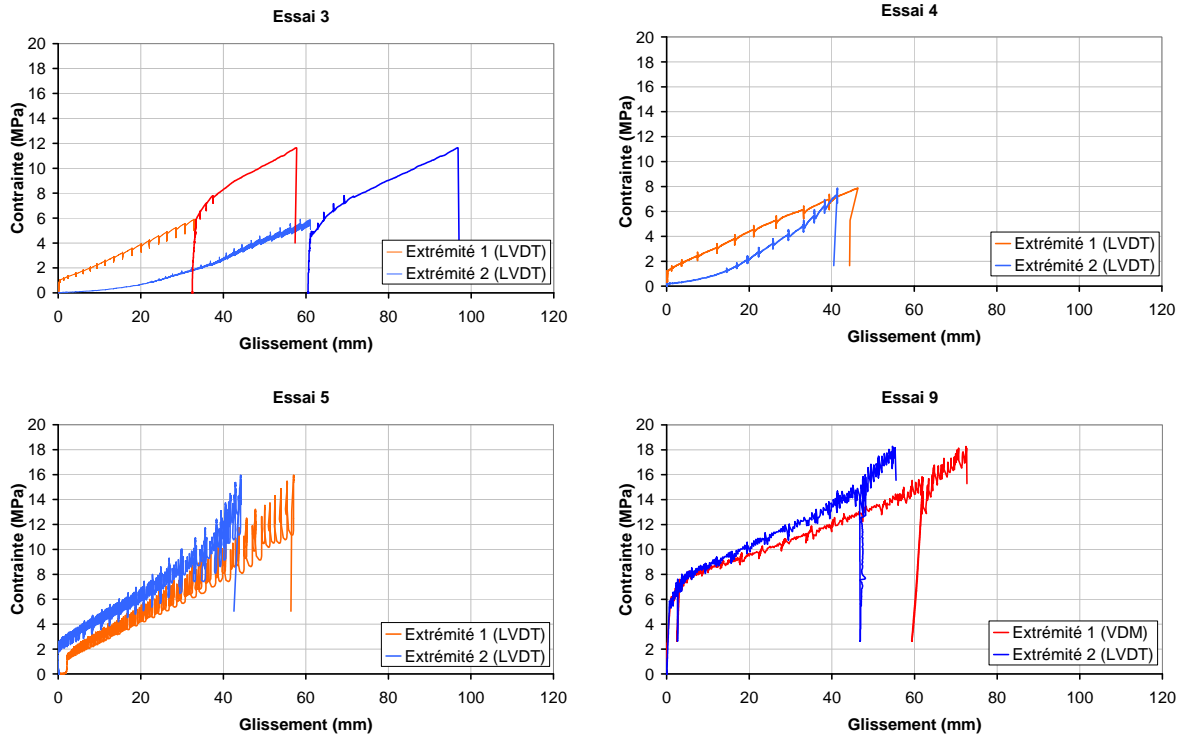 Essai 3
20
18
16
14
12
10
8
6
4
2
0
Contrainte (MPa)
0 20 40 60 80 100 120
Glissement (mm)
Extrémité 1 (LVDT)
Extrémité 2 (LVDT)
Essai 4
20
18
16
14
12
10
8
6
4
2
0
Contrainte (MPa)
0 20 40 60 80 100 120
Glissement (mm)
Extrémité 1 (LVDT)
Extrémité 2 (LVDT)
Essai 5
20
18
16
14
12
10
8
6
4
2
0
Contrainte (MPa)
0 20 40 60 80 100 120
Glissement (mm)
Extrémité 1 (LVDT)
Extrémité 2 (LVDT)
Essai 9
20
18
16
14
12
10
8
6
4
2
0
Contrainte (MPa)
0 20 40 60 80 100 120
Glissement (mm)
Extrémité 1 (VDM)
Extrémité 2 (LVDT)